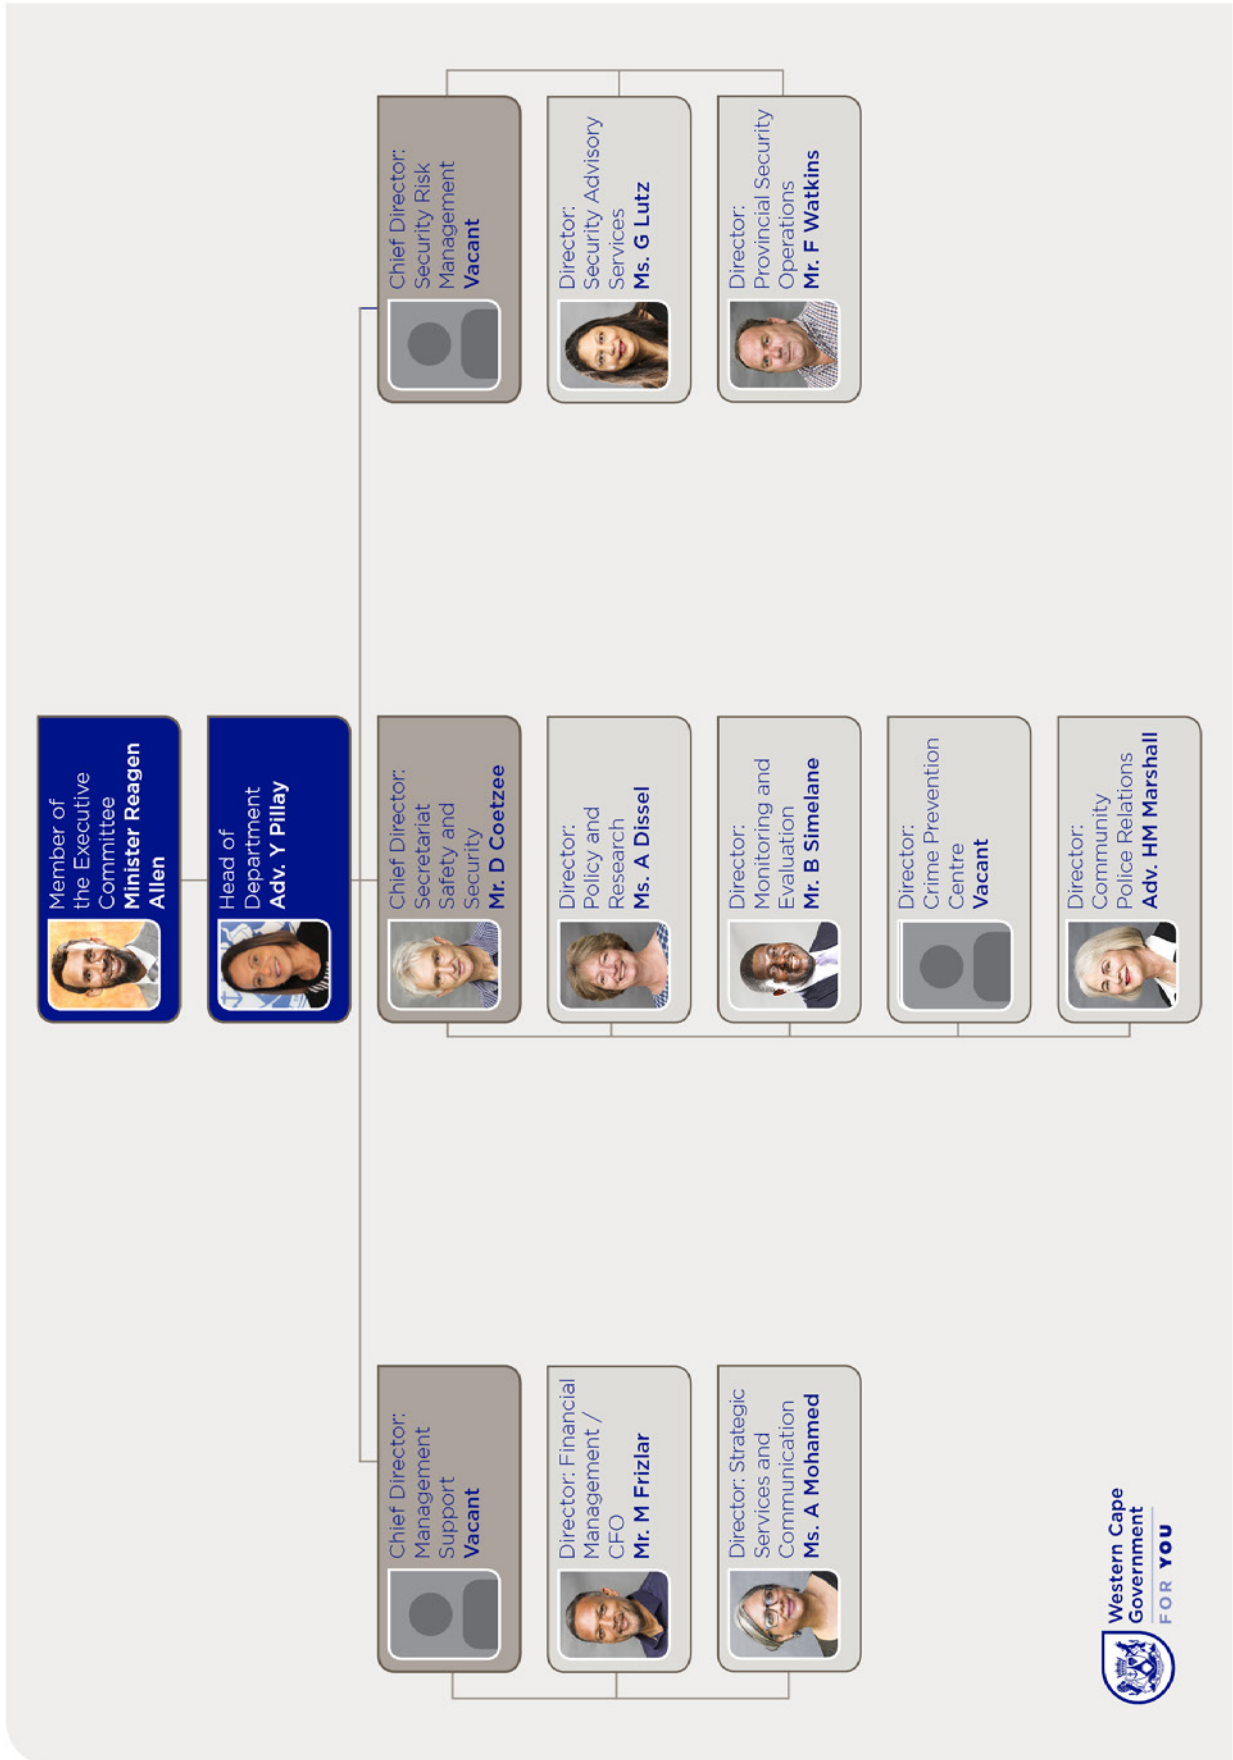 Member of
the Executive
Committee
Minister Reagen
Allen
Head of
Department
Adv. Y Pillay
Chief Director:
Management
Support
Vacant
Director: Financial
Management /
CFO
Mr. M Frizlar
Director: Strategic
Services and
Communication
Ms. A Mohamed
Chief Director:
Secretariat
Safety and
Security
Mr. D Coetzee
Director:
Policy and
Research
Ms. A Dissel
Director:
Monitoring and
Evaluation
Mr. B Simelane
Director:
Crime Prevention
Centre
Vacant
Director:
Community
Police Relations
Adv. HM Marshall
Chief Director:
Security Risk
Management
Vacant
Director:
Security Advisory
Services
Ms. G Lutz
Director:
Provincial Security
Operations
Mr. F Watkins
Western Cape
Government
FOR YOU